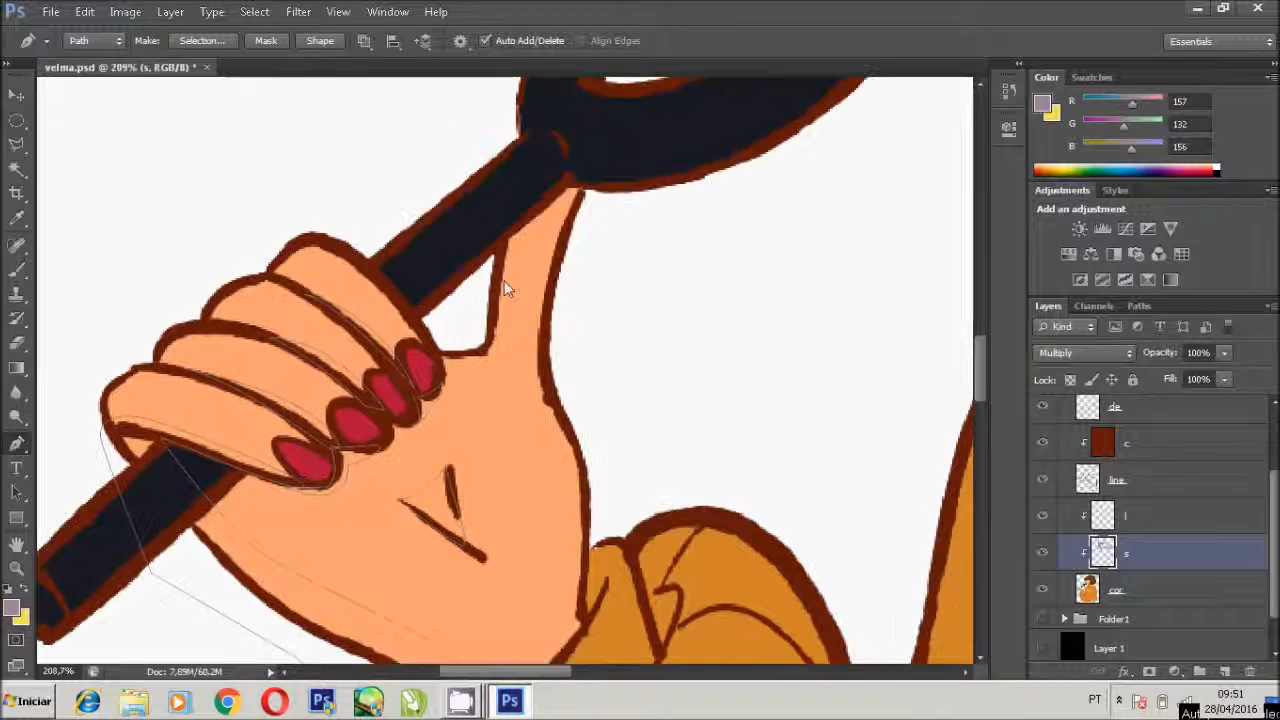 Ps File Edit Image Layer Type Select Filter View Window Help
Path Make: Selection... Mask Shape Auto Add/Delete Align Edges Essentials
velma.psd @ 209% (s, RGB/8) * ×
Color Swatches
R 157
G 132
B 156
Adjustments Styles
Add an adjustment
Layers Channels Paths
Kind
Multiply Opacity: 100%
Lock: Fill: 100%
de
c
line
l
s
cor
Folder1
Layer 1
208,7% Doc: 7,89M/60,2M
Iniciar Ps Ps PT 09:51
28/04/2016